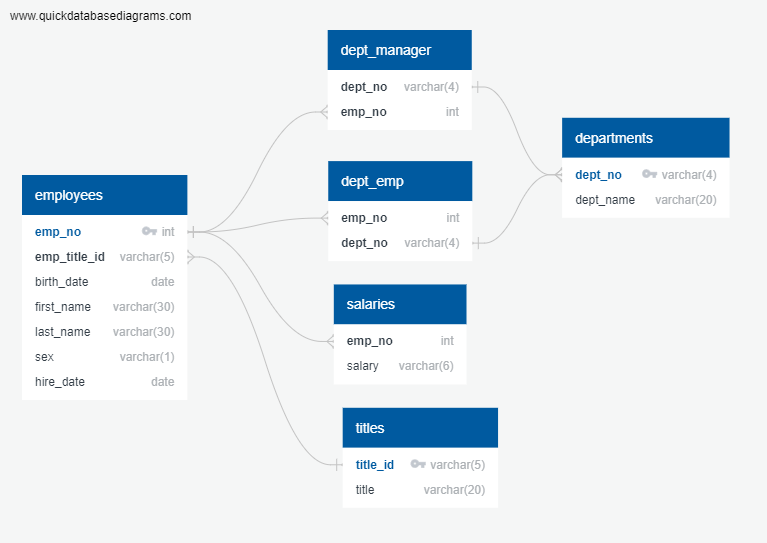 www.quickdatabasediagrams.com
dept_manager
dept_no varchar(4)
emp_no int
departments
dept_no varchar(4)
dept_name varchar(20)
dept_emp
emp_no int
dept_no varchar(4)
employees
emp_no int
emp_title_id varchar(5)
birth_date date
first_name varchar(30)
last_name varchar(30)
sex varchar(1)
hire_date date
salaries
emp_no int
salary varchar(6)
titles
title_id varchar(5)
title varchar(20)